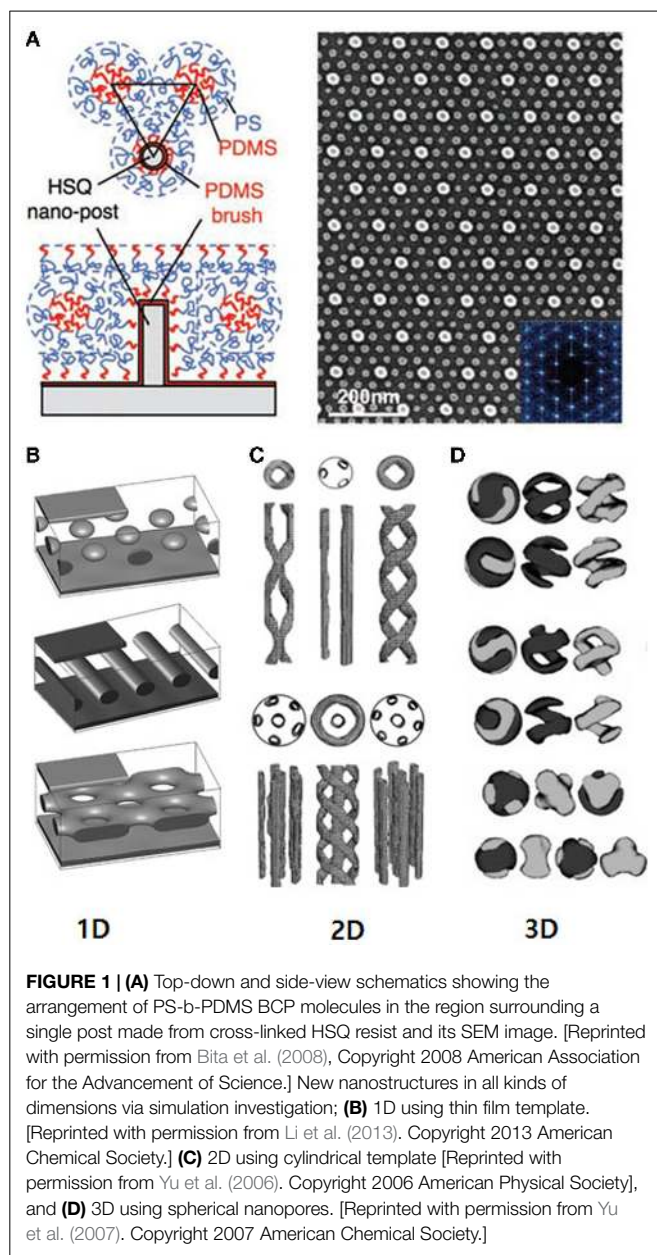 A
PS
PDMS
HSQ
nano-post
PDMS
brush
200nm
B
C
D
1D
2D
3D
FIGURE 1 | (A) Top-down and side-view schematics showing the
arrangement of PS-b-PDMS BCP molecules in the region surrounding a
single post made from cross-linked HSQ resist and its SEM image. [Reprinted
with permission from Bita et al. (2008), Copyright 2008 American Association
for the Advancement of Science.] New nanostructures in all kinds of
dimensions via simulation investigation; (B) 1D using thin film template.
[Reprinted with permission from Li et al. (2013). Copyright 2013 American
Chemical Society.] (C) 2D using cylindrical template [Reprinted with
permission from Yu et al. (2006). Copyright 2006 American Physical Society],
and (D) 3D using spherical nanopores. [Reprinted with permission from Yu
et al. (2007). Copyright 2007 American Chemical Society.]